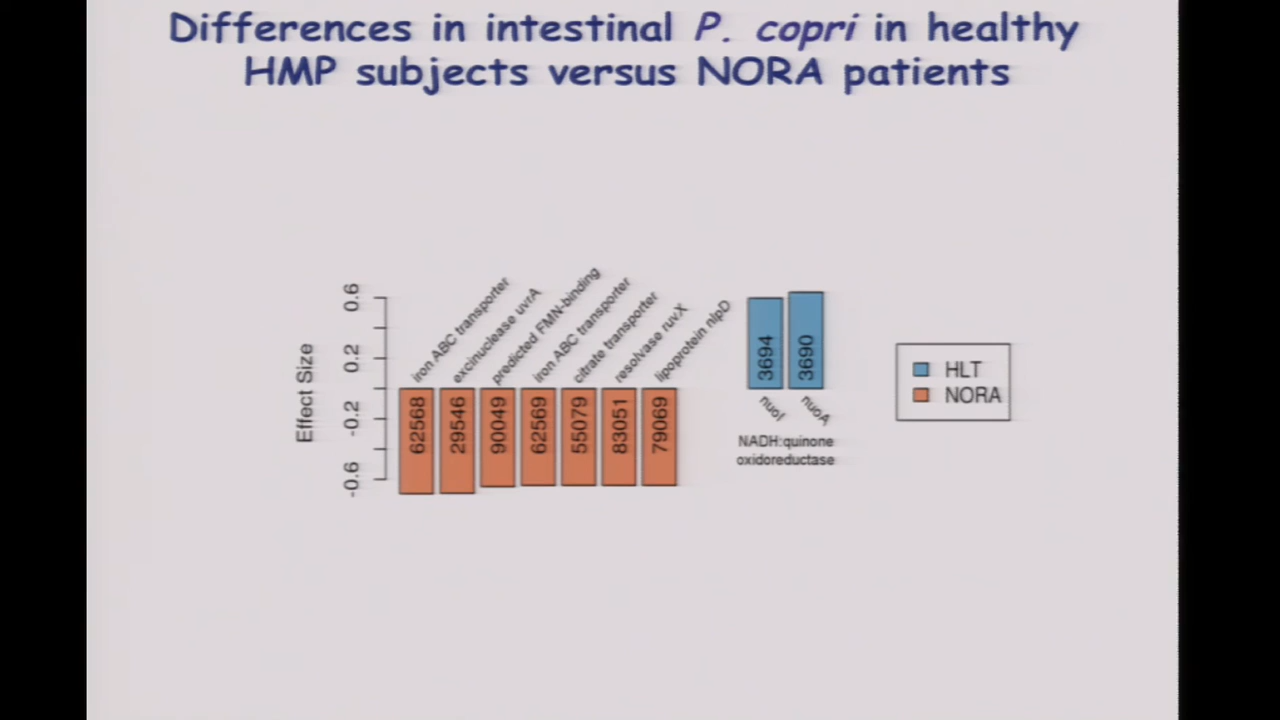 Differences in intestinal P. copri in healthy
HMP subjects versus NORA patients
Effect Size
0.6
0.2
-0.2
-0.6
iron ABC transporter
excinuclease uvrA
predicted FMN-binding
iron ABC transporter
citrate transporter
resolvase ruvX
lipoprotein nlpD
62568
29546
90049
62569
55079
83051
79069
3694
3690
nuoI
nuoA
NADH:quinone
oxidoreductase
HLT
NORA